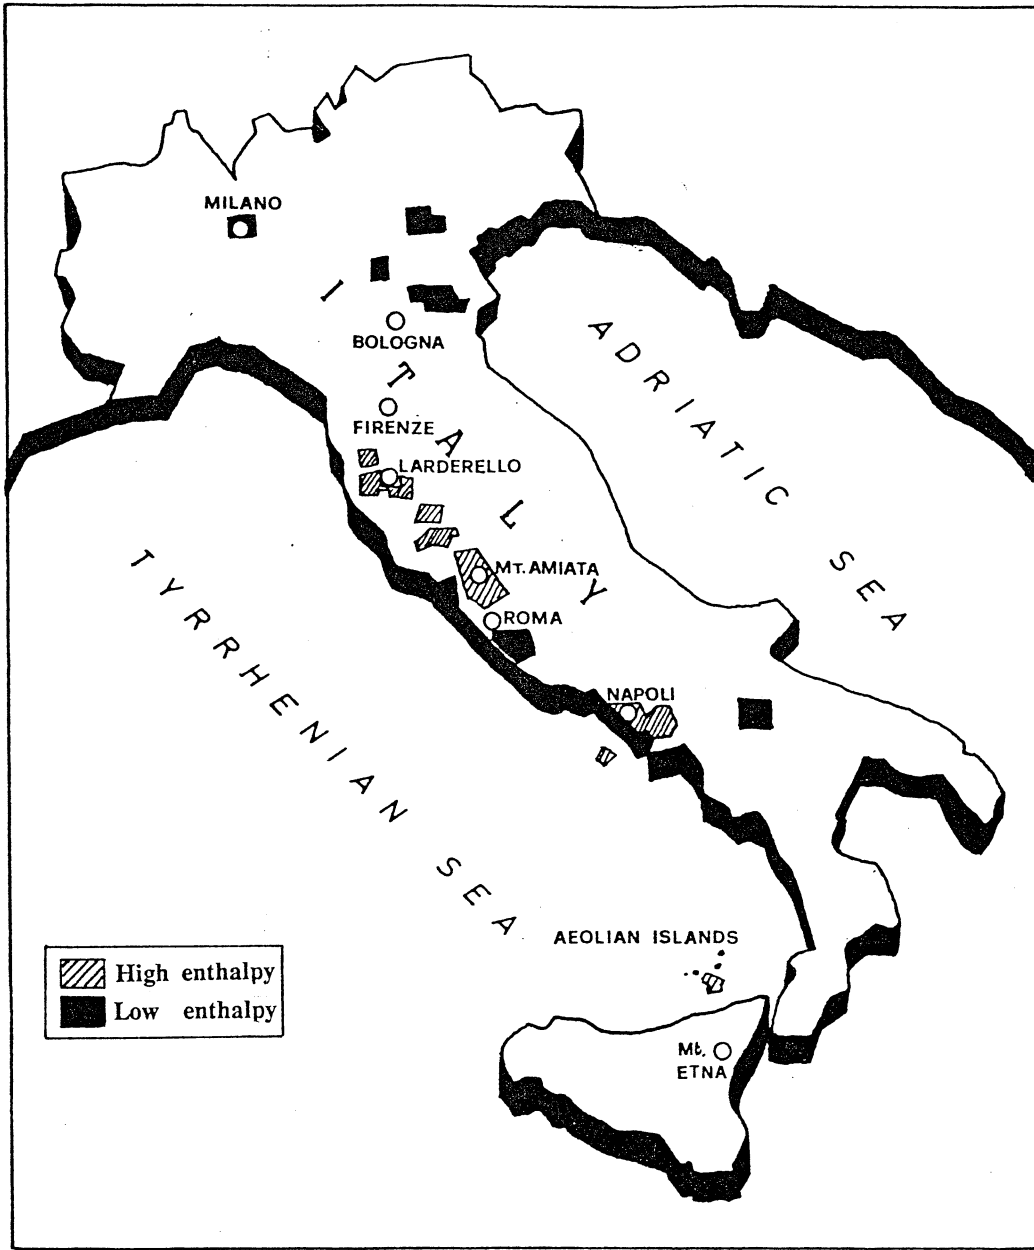 MILANO
I T A L Y
BOLOGNA
FIRENZE
LARDERELLO
ADRIATIC SEA
MT. AMIATA
ROMA
TYRRHENIAN SEA
NAPOLI
AEOLIAN ISLANDS
High enthalpy
Low enthalpy
Mt.
ETNA